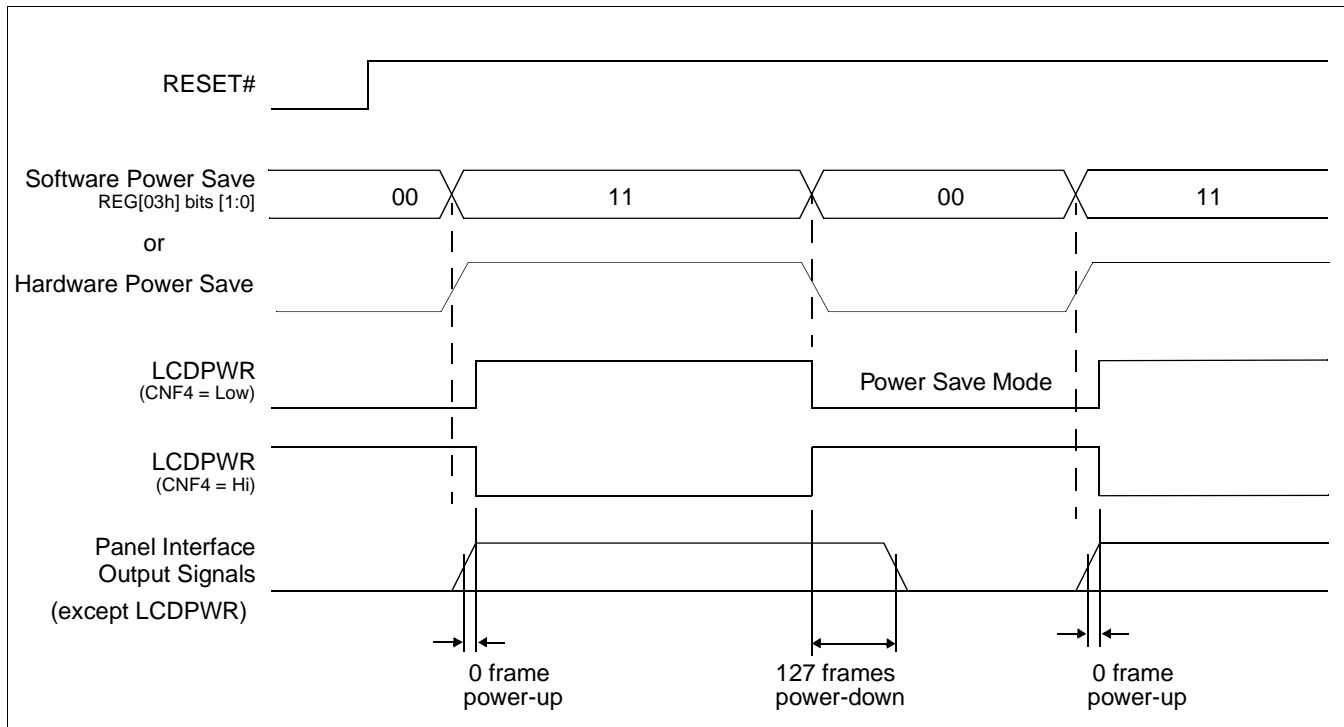 RESET#
Software Power Save
REG[03h] bits [1:0]
00
11
00
11
or
Hardware Power Save
LCDPWR
(CNF4 = Low)
Power Save Mode
LCDPWR
(CNF4 = Hi)
Panel Interface
Output Signals
(except LCDPWR)
0 frame
power-up
127 frames
power-down
0 frame
power-up